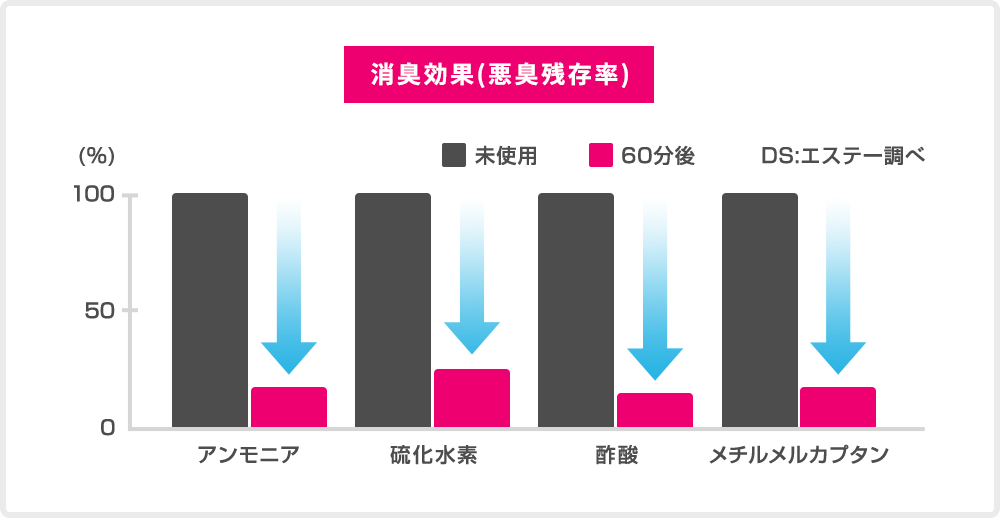 消臭効果(悪臭残存率)
(%)
未使用
60分後
DS:エステー調べ
100
50
0
アンモニア
硫化水素
酢酸
メチルメルカプタン